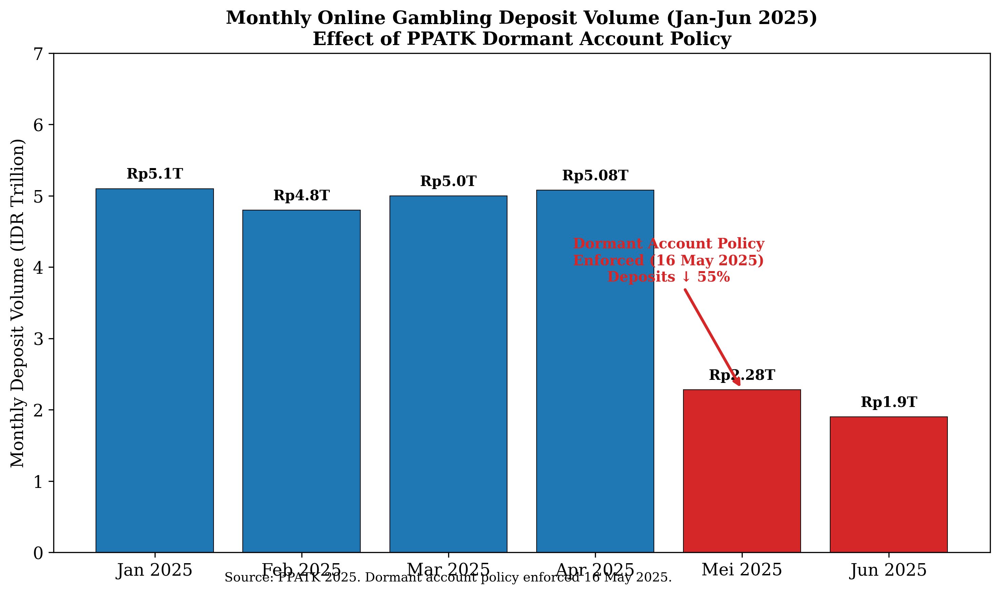 Monthly Online Gambling Deposit Volume (Jan-Jun 2025)
Effect of PPATK Dormant Account Policy
Monthly Deposit Volume (IDR Trillion)
7
6
5
4
3
2
1
0
Rp5.1T
Rp4.8T
Rp5.0T
Rp5.08T
Dormant Account Policy
Enforced (16 May 2025)
Deposits ↓ 55%
Rp2.28T
Rp1.9T
Jan 2025
Feb 2025
Mar 2025
Apr 2025
Mei 2025
Jun 2025
Source: PPATK 2025. Dormant account policy enforced 16 May 2025.